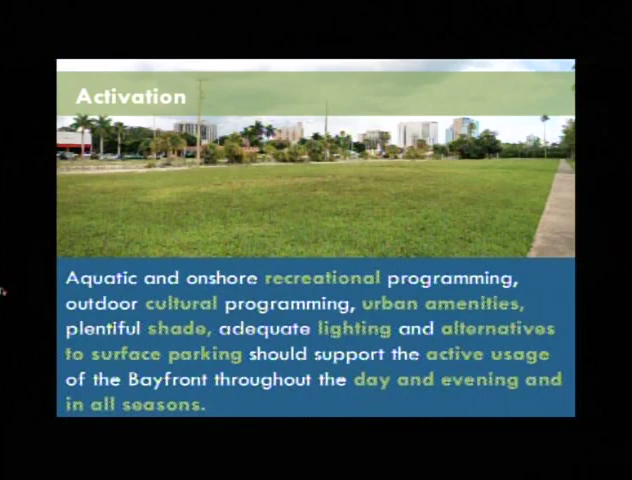 Activation
Aquatic and onshore recreational programming,
outdoor cultural programming, urban amenities,
plentiful shade, adequate lighting and alternatives
to surface parking should support the active usage
of the Bayfront throughout the day and evening and
in all seasons.